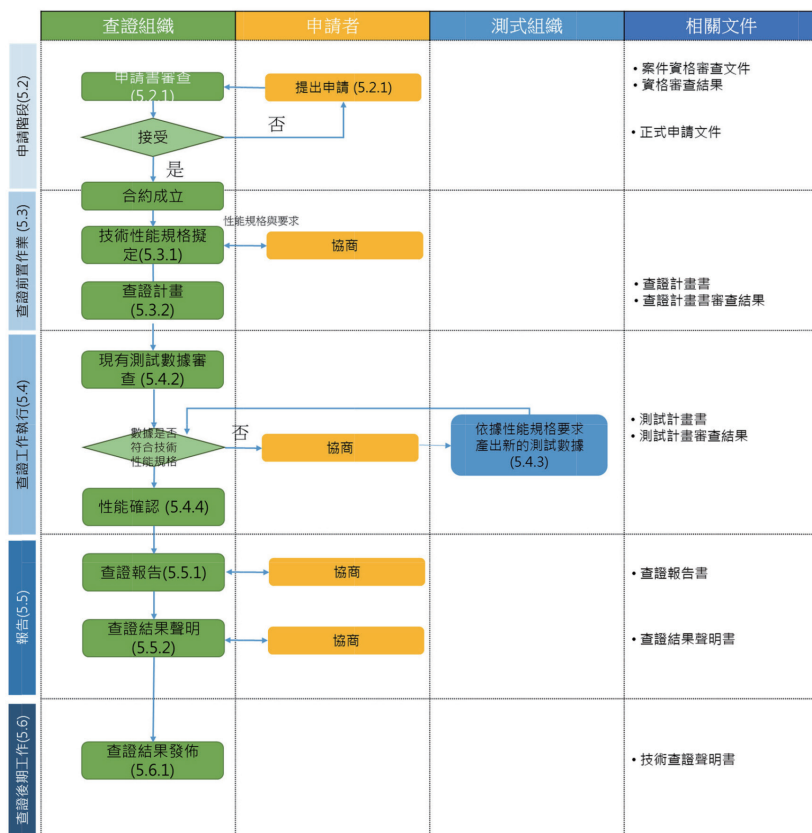 查證組織
申請者
測式組織
相關文件
申請階段(5.2)
申請書審查
(5.2.1)
提出申請 (5.2.1)
• 案件資格審查文件
• 資格審查結果
否
接受
• 正式申請文件
是
合約成立
查證前置作業 (5.3)
性能規格與要求
技術性能規格擬
定(5.3.1)
協商
查證計畫
(5.3.2)
• 查證計畫書
• 查證計畫書審查結果
查證工作執行(5.4)
現有測試數據審
查 (5.4.2)
數據是否
符合技術
性能規格
否
協商
依據性能規格要求
產出新的測試數據
(5.4.3)
• 測試計畫書
• 測試計畫審查結果
性能確認 (5.4.4)
報告(5.5)
查證報告(5.5.1)
協商
• 查證報告書
查證結果聲明
(5.5.2)
協商
• 查證結果聲明書
查證後期工作(5.6)
查證結果發佈
(5.6.1)
• 技術查證聲明書